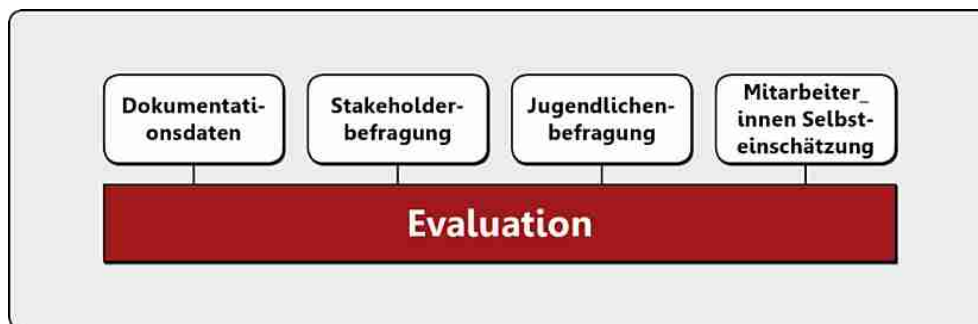 Dokumentati-
onsdaten
Stakeholder-
befragung
Jugendlichen-
befragung
Mitarbeiter_
innen Selbst-
einschätzung
Evaluation